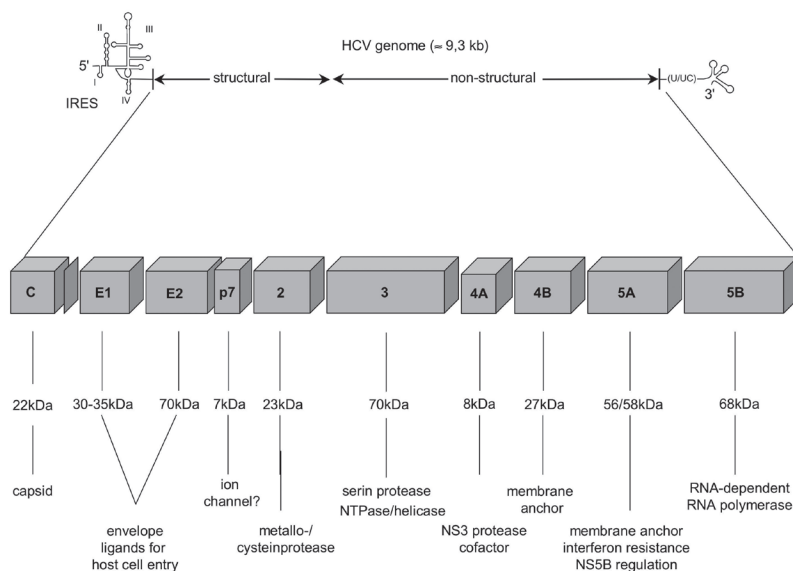 HCV genome (≈ 9,3 kb)
II
III
5'
I
IV
IRES
structural
non-structural
(U/UC)
3'
C
E1
E2
p7
2
3
4A
4B
5A
5B
22kDa
30-35kDa
70kDa
7kDa
23kDa
70kDa
8kDa
27kDa
56/58kDa
68kDa
capsid
envelope
ligands for
host cell entry
ion
channel?
metallo-/
cysteinprotease
serin protease
NTPase/helicase
NS3 protease
cofactor
membrane
anchor
membrane anchor
interferon resistance
NS5B regulation
RNA-dependent
RNA polymerase